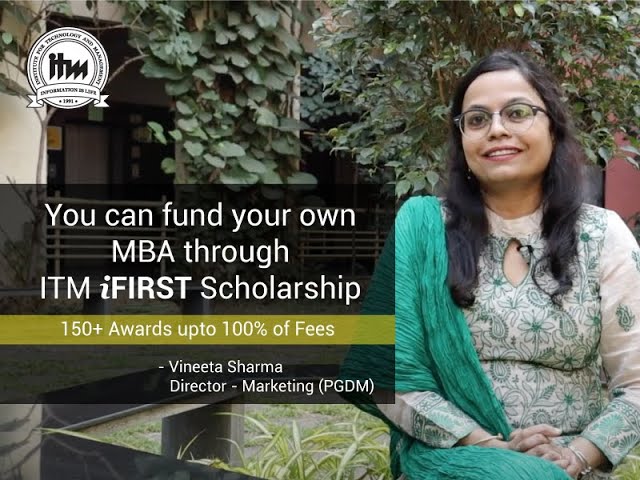 INSTITUTE FOR TECHNOLOGY AND MANAGEMENT
itm
INFORMATION IS LIFE
• 1991 •
You can fund your own
MBA through
ITM iFIRST Scholarship
150+ Awards upto 100% of Fees
- Vineeta Sharma
Director - Marketing (PGDM)